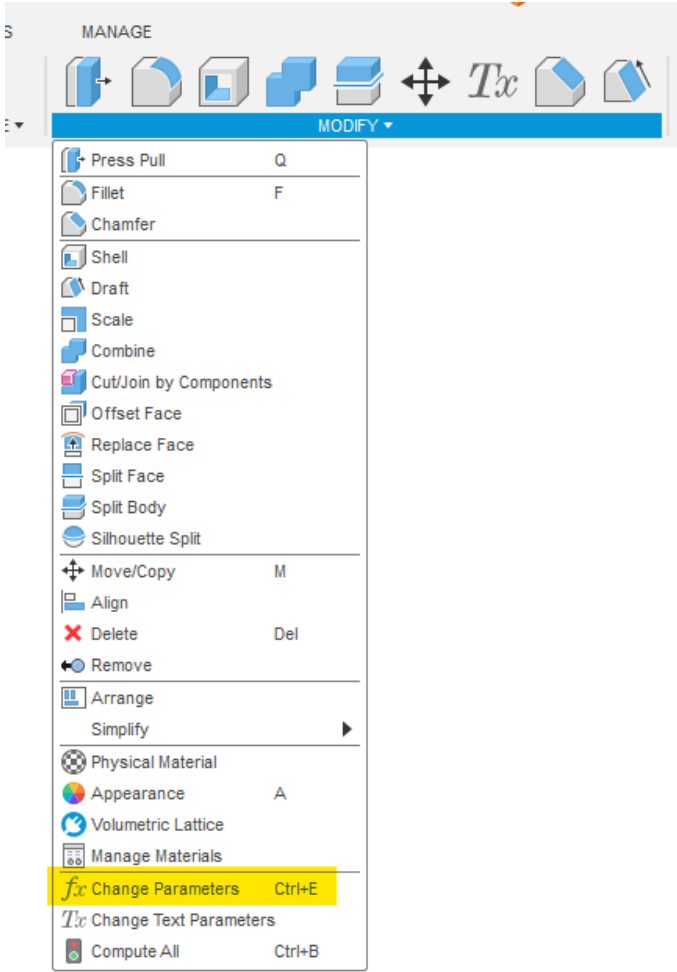 S
MANAGE
Tx
E
MODIFY
Press Pull Q
Fillet F
Chamfer
Shell
Draft
Scale
Combine
Cut/Join by Components
Offset Face
Replace Face
Split Face
Split Body
Silhouette Split
Move/Copy M
Align
Delete Del
Remove
Arrange
Simplify
Physical Material
Appearance A
Volumetric Lattice
Manage Materials
fx Change Parameters Ctrl+E
Tx Change Text Parameters
Compute All Ctrl+B